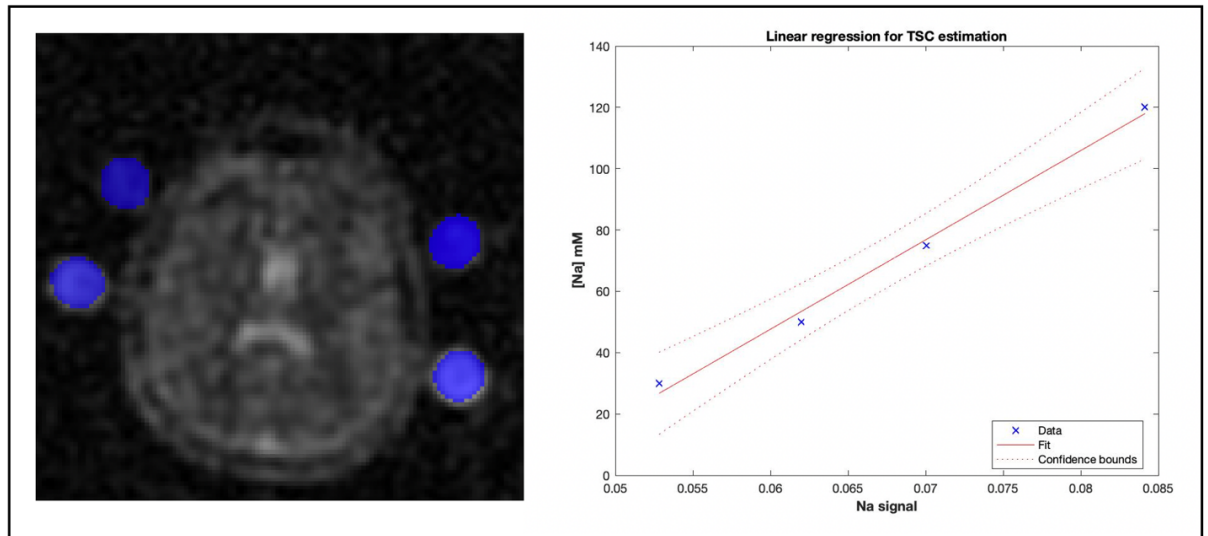 Linear regression for TSC estimation
140
120
100
80
60
40
20
0
[Na] mM
0.05 0.055 0.06 0.065 0.07 0.075 0.08 0.085
Na signal
Data
Fit
Confidence bounds